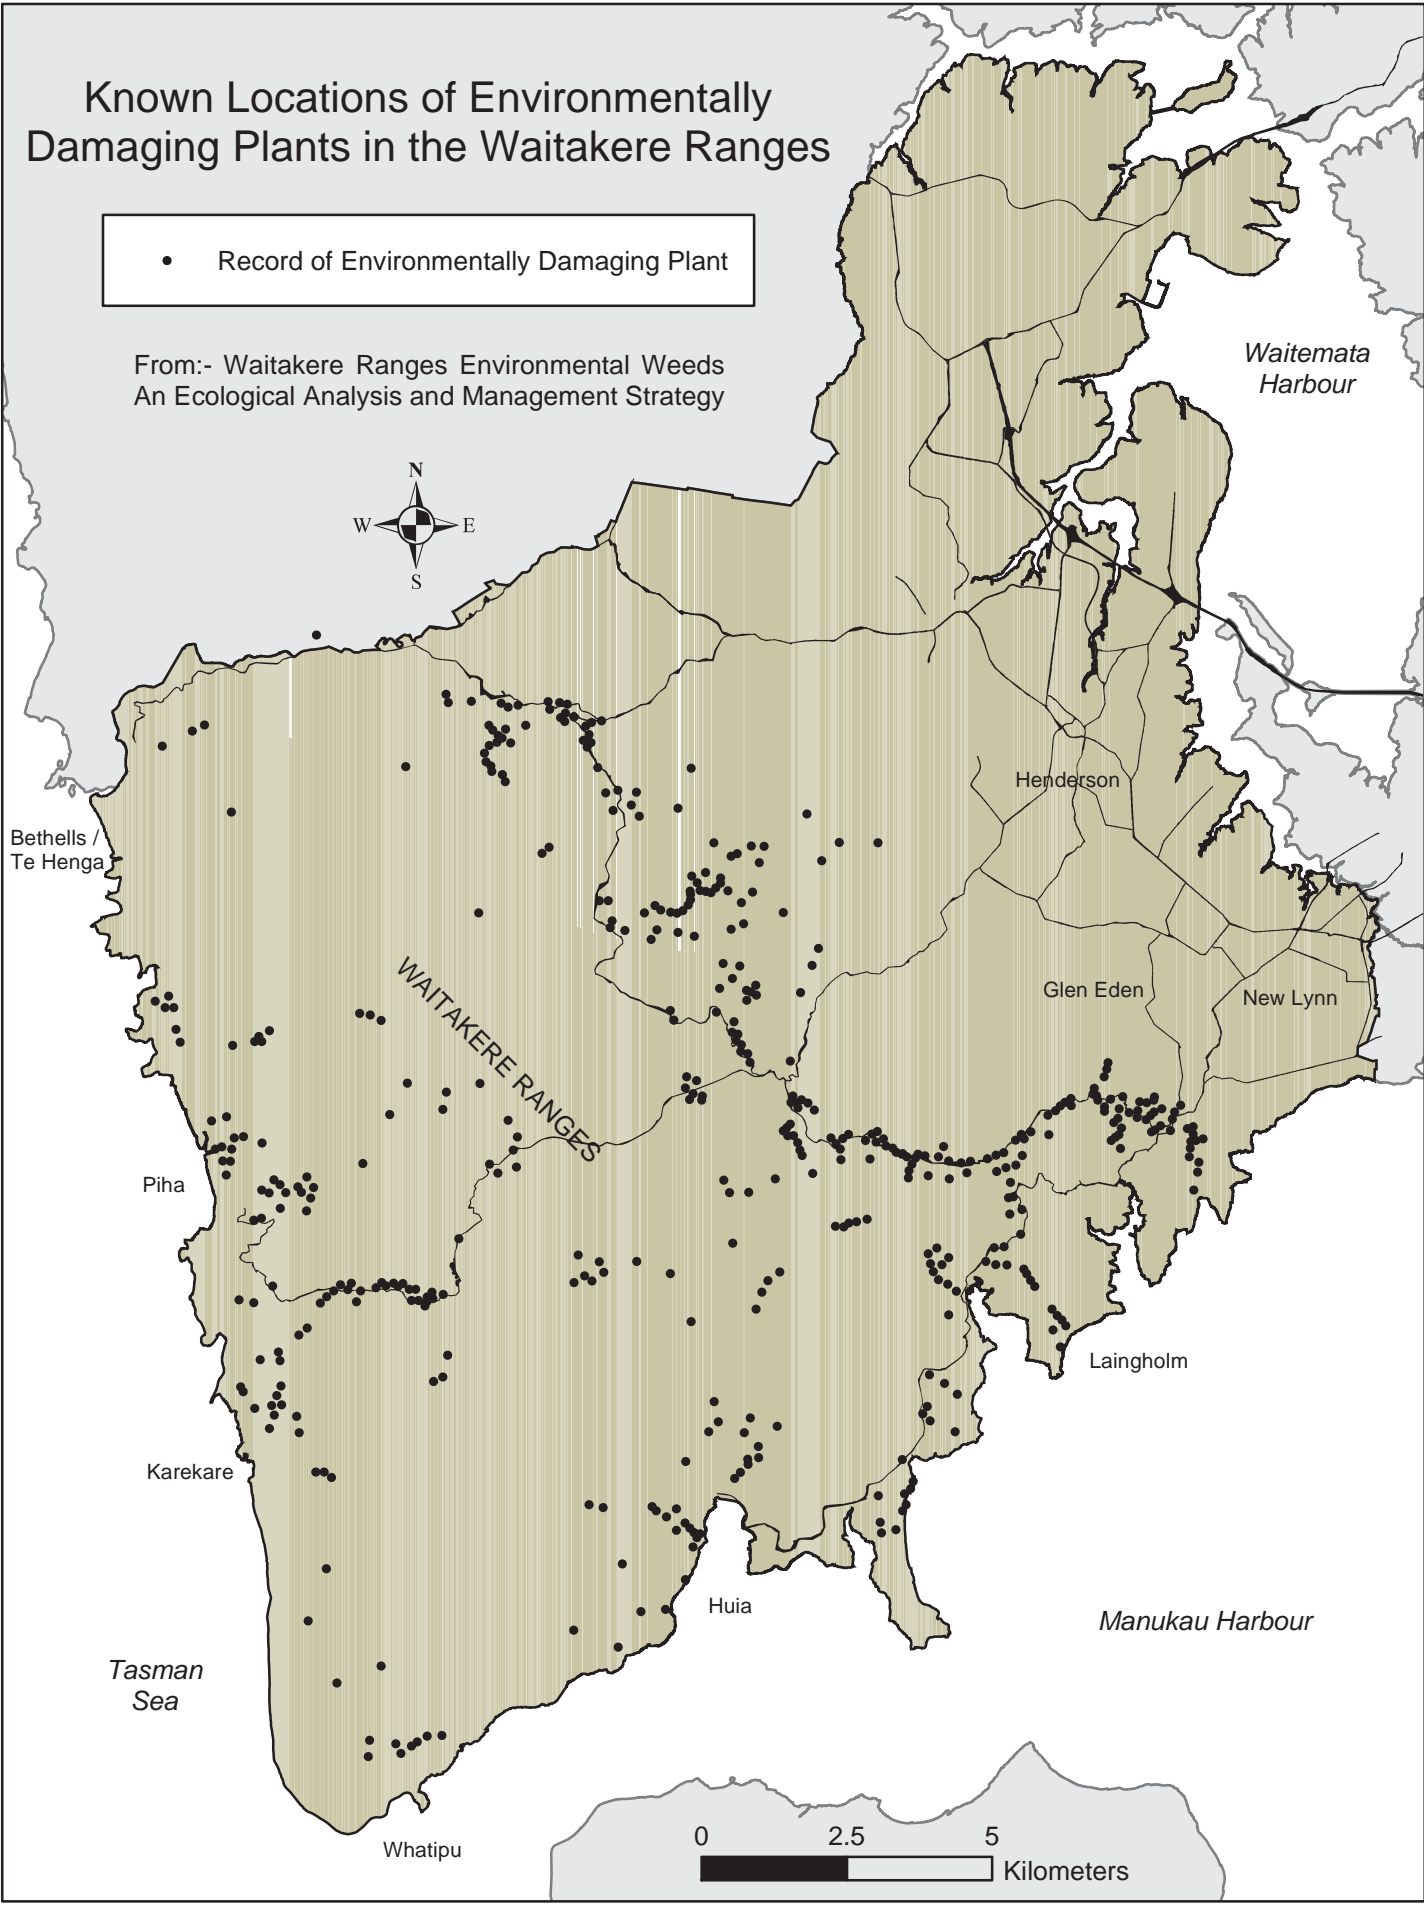 Known Locations of Environmentally
Damaging Plants in the Waitakere Ranges
Record of Environmentally Damaging Plant
From:- Waitakere Ranges Environmental Weeds
An Ecological Analysis and Management Strategy
Waitemata
Harbour
N
W
E
S
Henderson
Bethells /
Te Henga
WAITAKERE RANGES
Glen Eden
New Lynn
Piha
Laingholm
Karekare
Huia
Manukau Harbour
Tasman
Sea
0
2.5
5
Kilometers
Whatipu